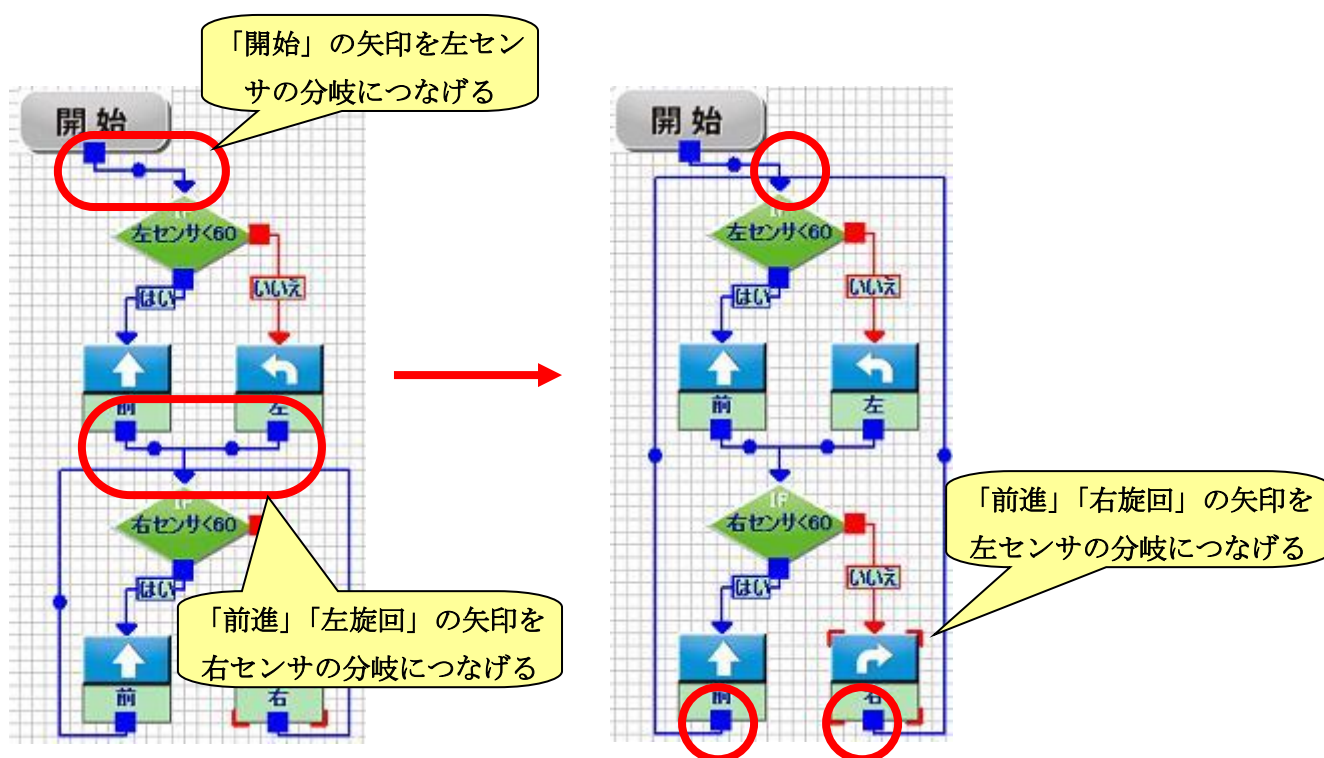 「開始」の矢印を左セン
サの分岐につなげる
開始
IF
左センサ<60
はい
いいえ
前
左
IF
右センサ<60
はい
前
右
「前進」「左旋回」の矢印を
右センサの分岐につなげる
開始
IF
左センサ<60
はい
いいえ
前
左
IF
右センサ<60
はい
いいえ
前
右
「前進」「右旋回」の矢印を
左センサの分岐につなげる